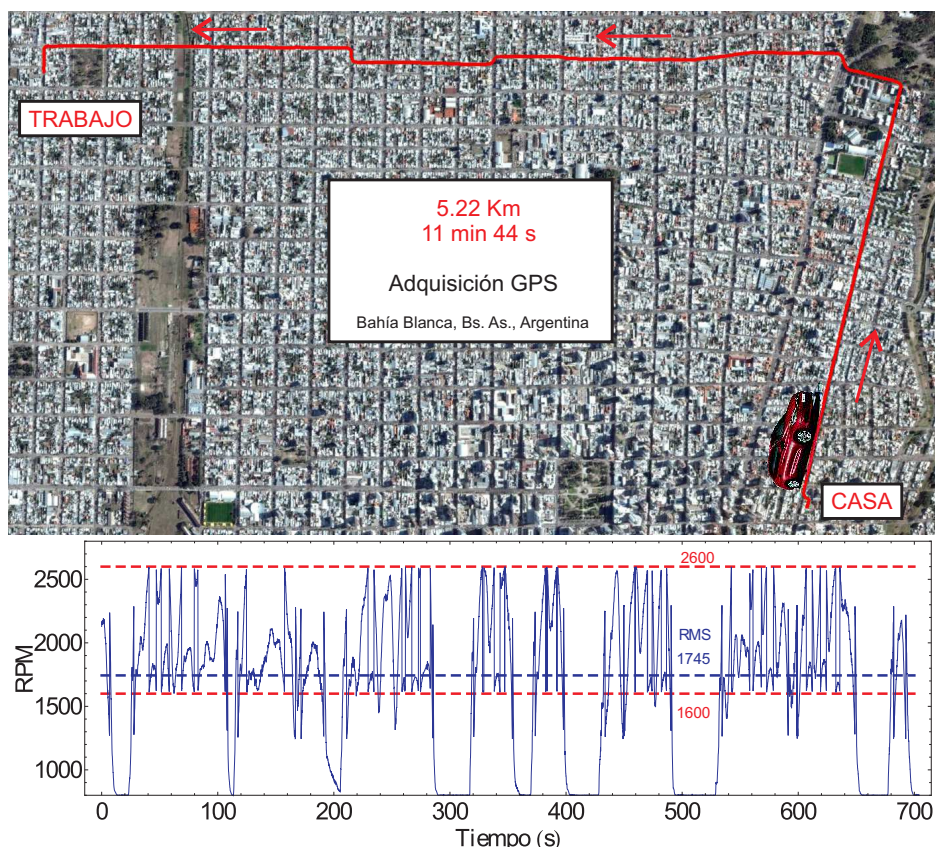 TRABAJO
5.22 Km
11 min 44 s
Adquisición GPS
Bahía Blanca, Bs. As., Argentina
CASA
2600
2500
RMS
2000
1745
RPM
1500
1600
1000
0 100 200 300 400 500 600 700
Tiempo (s)